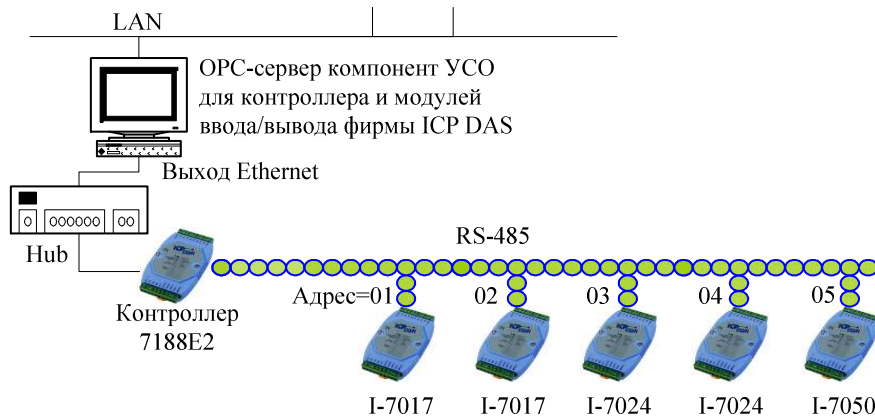 LAN
OPC-сервер компонент УСО
для контроллера и модулей
ввода/вывода фирмы ICP DAS
Выход Ethernet
Hub
RS-485
Адрес=01 02 03 04 05
Контроллер
7188E2
I-7017 I-7017 I-7024 I-7024 I-7050